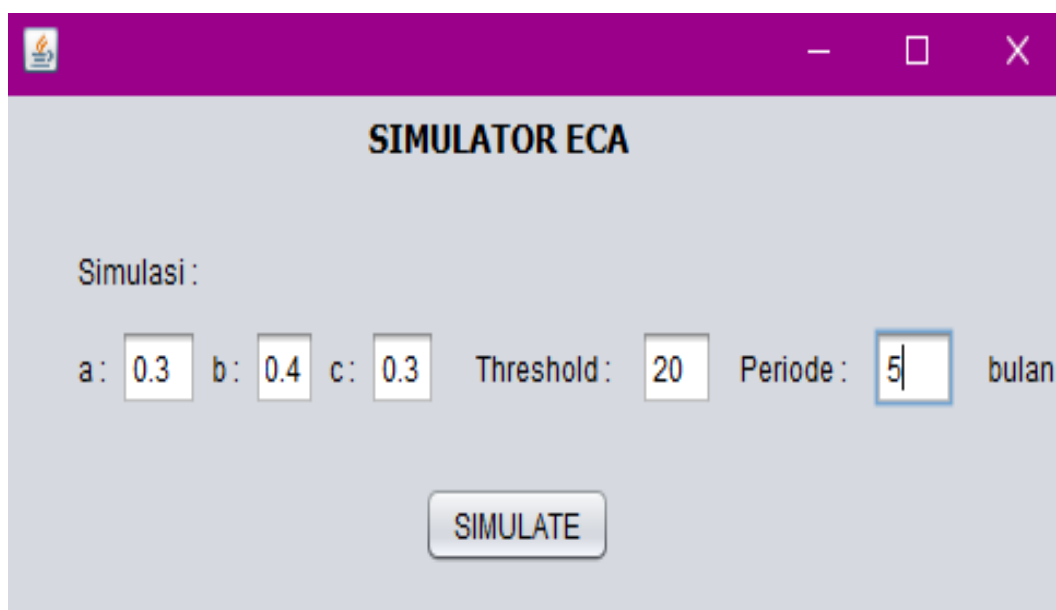 SIMULATOR ECA
Simulasi :
a : 0.3 b : 0.4 c : 0.3 Threshold : 20 Periode : 5 bulan
SIMULATE